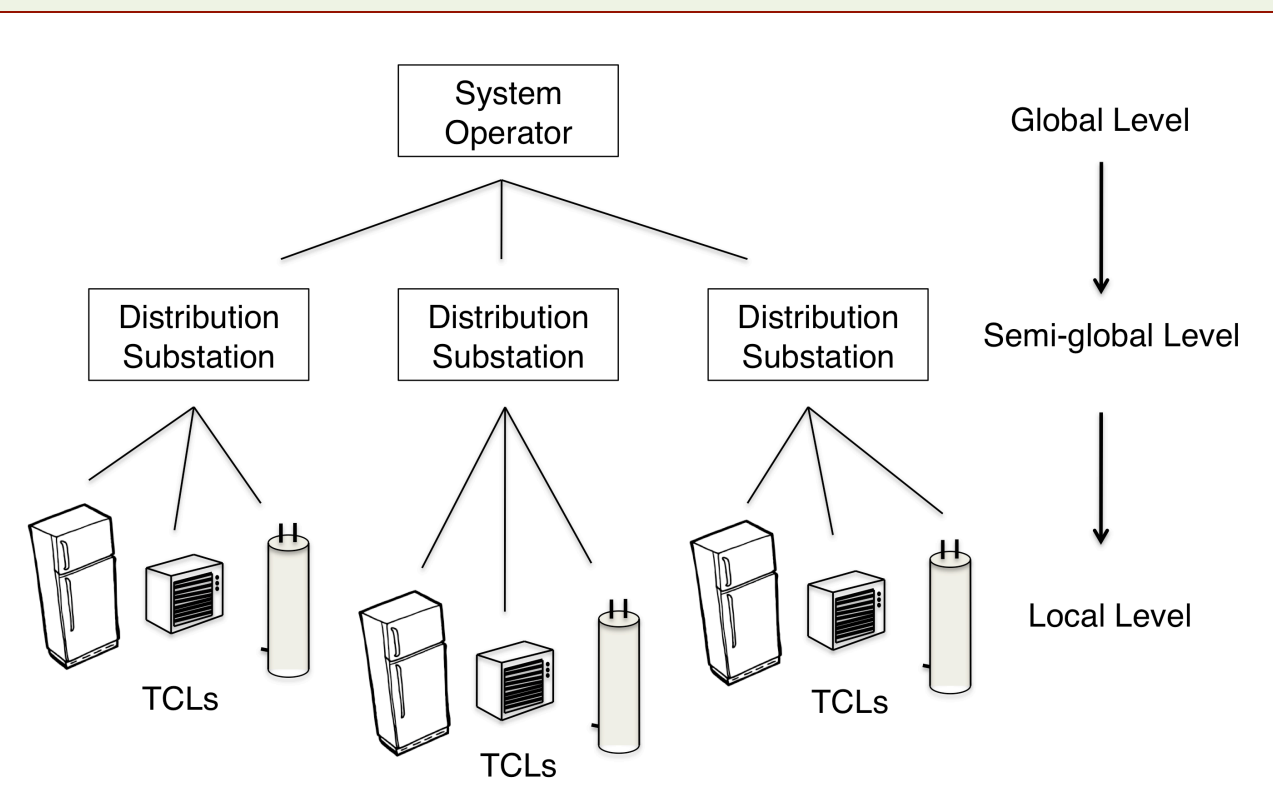 System
Operator
Global Level
Distribution
Substation
Distribution
Substation
Distribution
Substation
Semi-global Level
Local Level
TCLs
TCLs
TCLs